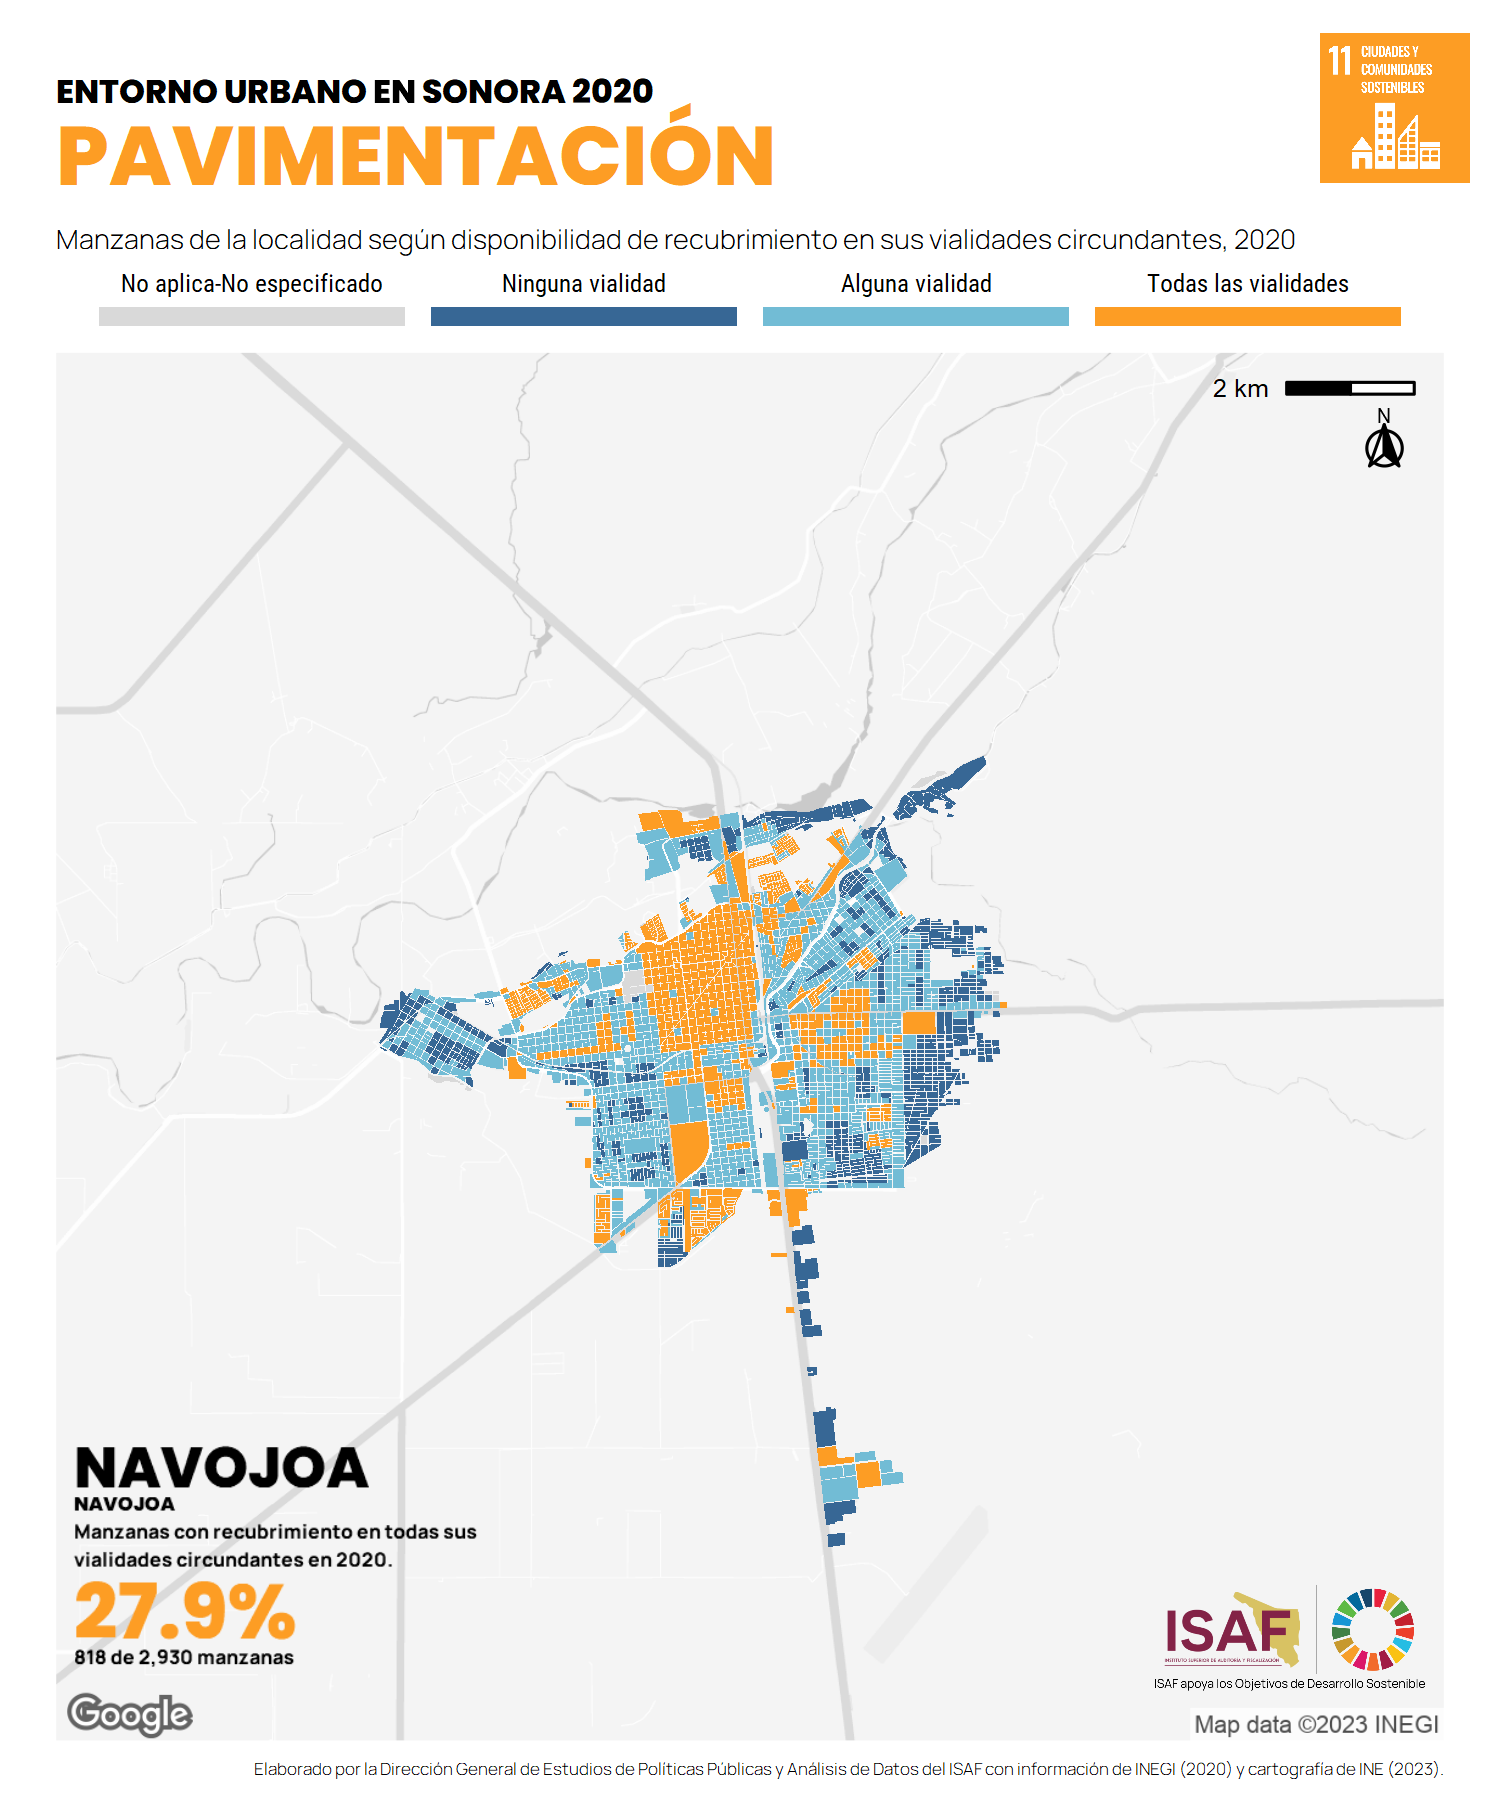 11 CIUDADES Y
COMUNIDADES
SOSTENIBLES
ENTORNO URBANO EN SONORA 2020
PAVIMENTACIÓN
Manzanas de la localidad según disponibilidad de recubrimiento en sus vialidades circundantes, 2020
No aplica-No especificado
Ninguna vialidad
Alguna vialidad
Todas las vialidades
2 km
N
NAVOJOA
NAVOJOA
Manzanas con recubrimiento en todas sus
vialidades circundantes en 2020.
27.9%
818 de 2,930 manzanas
Google
ISAF
INSTITUTO SUPERIOR DE AUDITORÍA Y FISCALIZACIÓN
ISAF apoya los Objetivos de Desarrollo Sostenible
Map data ©2023 INEGI
Elaborado por la Dirección General de Estudios de Políticas Públicas y Análisis de Datos del ISAF con información de INEGI (2020) y cartografía de INE (2023).